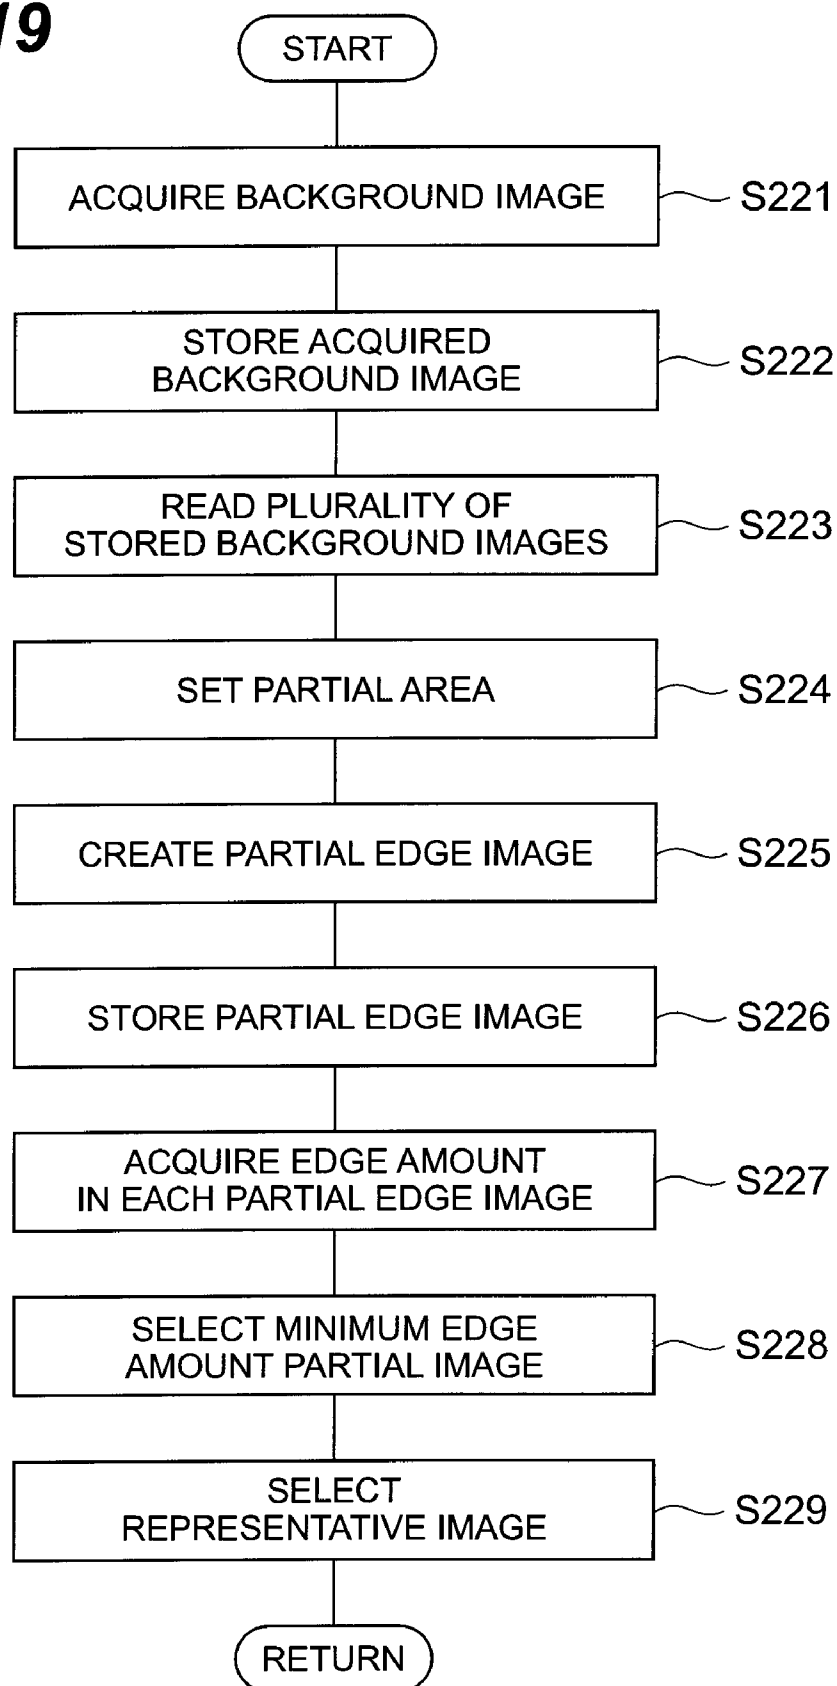 19
START
ACQUIRE BACKGROUND IMAGE
S221
STORE ACQUIRED
BACKGROUND IMAGE
S222
READ PLURALITY OF
STORED BACKGROUND IMAGES
S223
SET PARTIAL AREA
S224
CREATE PARTIAL EDGE IMAGE
S225
STORE PARTIAL EDGE IMAGE
S226
ACQUIRE EDGE AMOUNT
IN EACH PARTIAL EDGE IMAGE
S227
SELECT MINIMUM EDGE
AMOUNT PARTIAL IMAGE
S228
SELECT
REPRESENTATIVE IMAGE
S229
RETURN